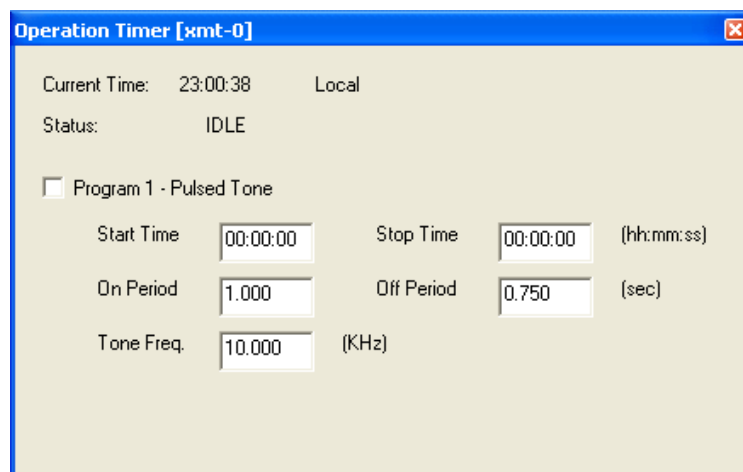 Operation Timer [xmt-0]
Current Time: 23:00:38 Local
Status: IDLE
Program 1 - Pulsed Tone
Start Time 00:00:00 Stop Time 00:00:00 (hh:mm:ss)
On Period 1.000 Off Period 0.750 (sec)
Tone Freq. 10.000 (KHz)